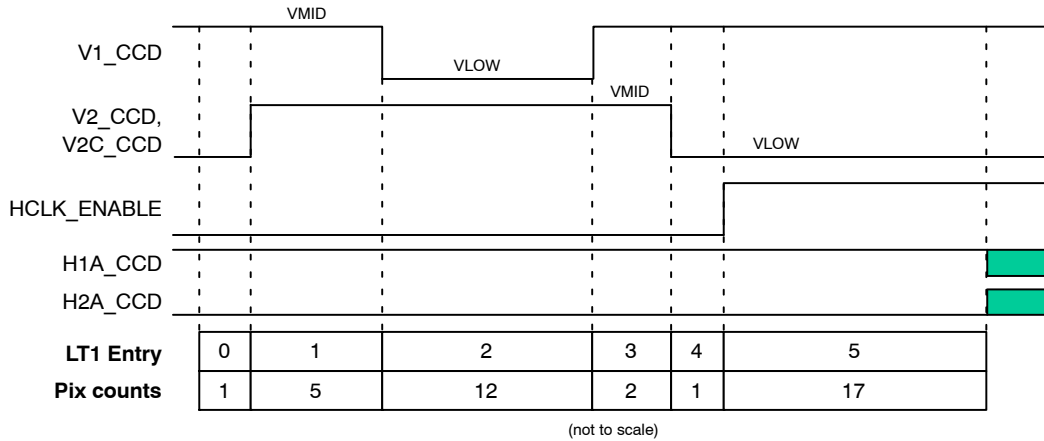 VMID
V1_CCD
VLOW
VMID
V2_CCD,
V2C_CCD
VLOW
HCLK_ENABLE
H1A_CCD
H2A_CCD
LT1 Entry 0 1 2 3 4 5
Pix counts 1 5 12 2 1 17
(not to scale)